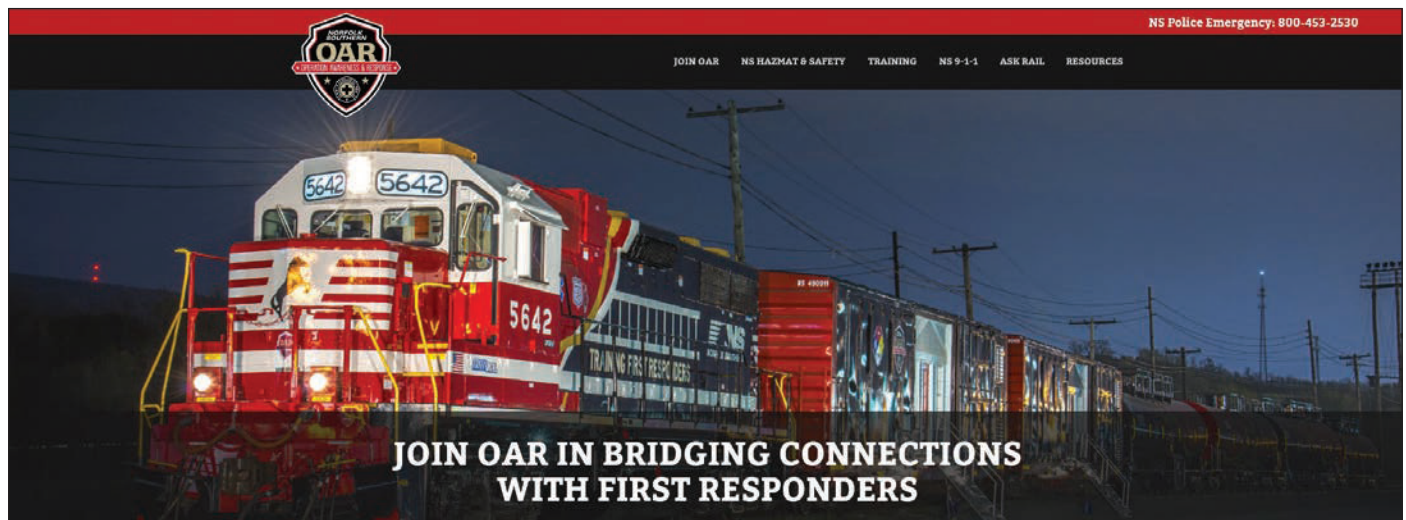 NS Police Emergency: 800-453-2530
NORFOLK
SOUTHERN
OAR
OPERATION AWARENESS & RESPONSE
JOIN OAR NS HAZMAT & SAFETY TRAINING NS 9-1-1 ASK RAIL RESOURCES
5642 5642
5642
NS
TRAINING FIRST RESPONDERS
JOIN OAR IN BRIDGING CONNECTIONS
WITH FIRST RESPONDERS